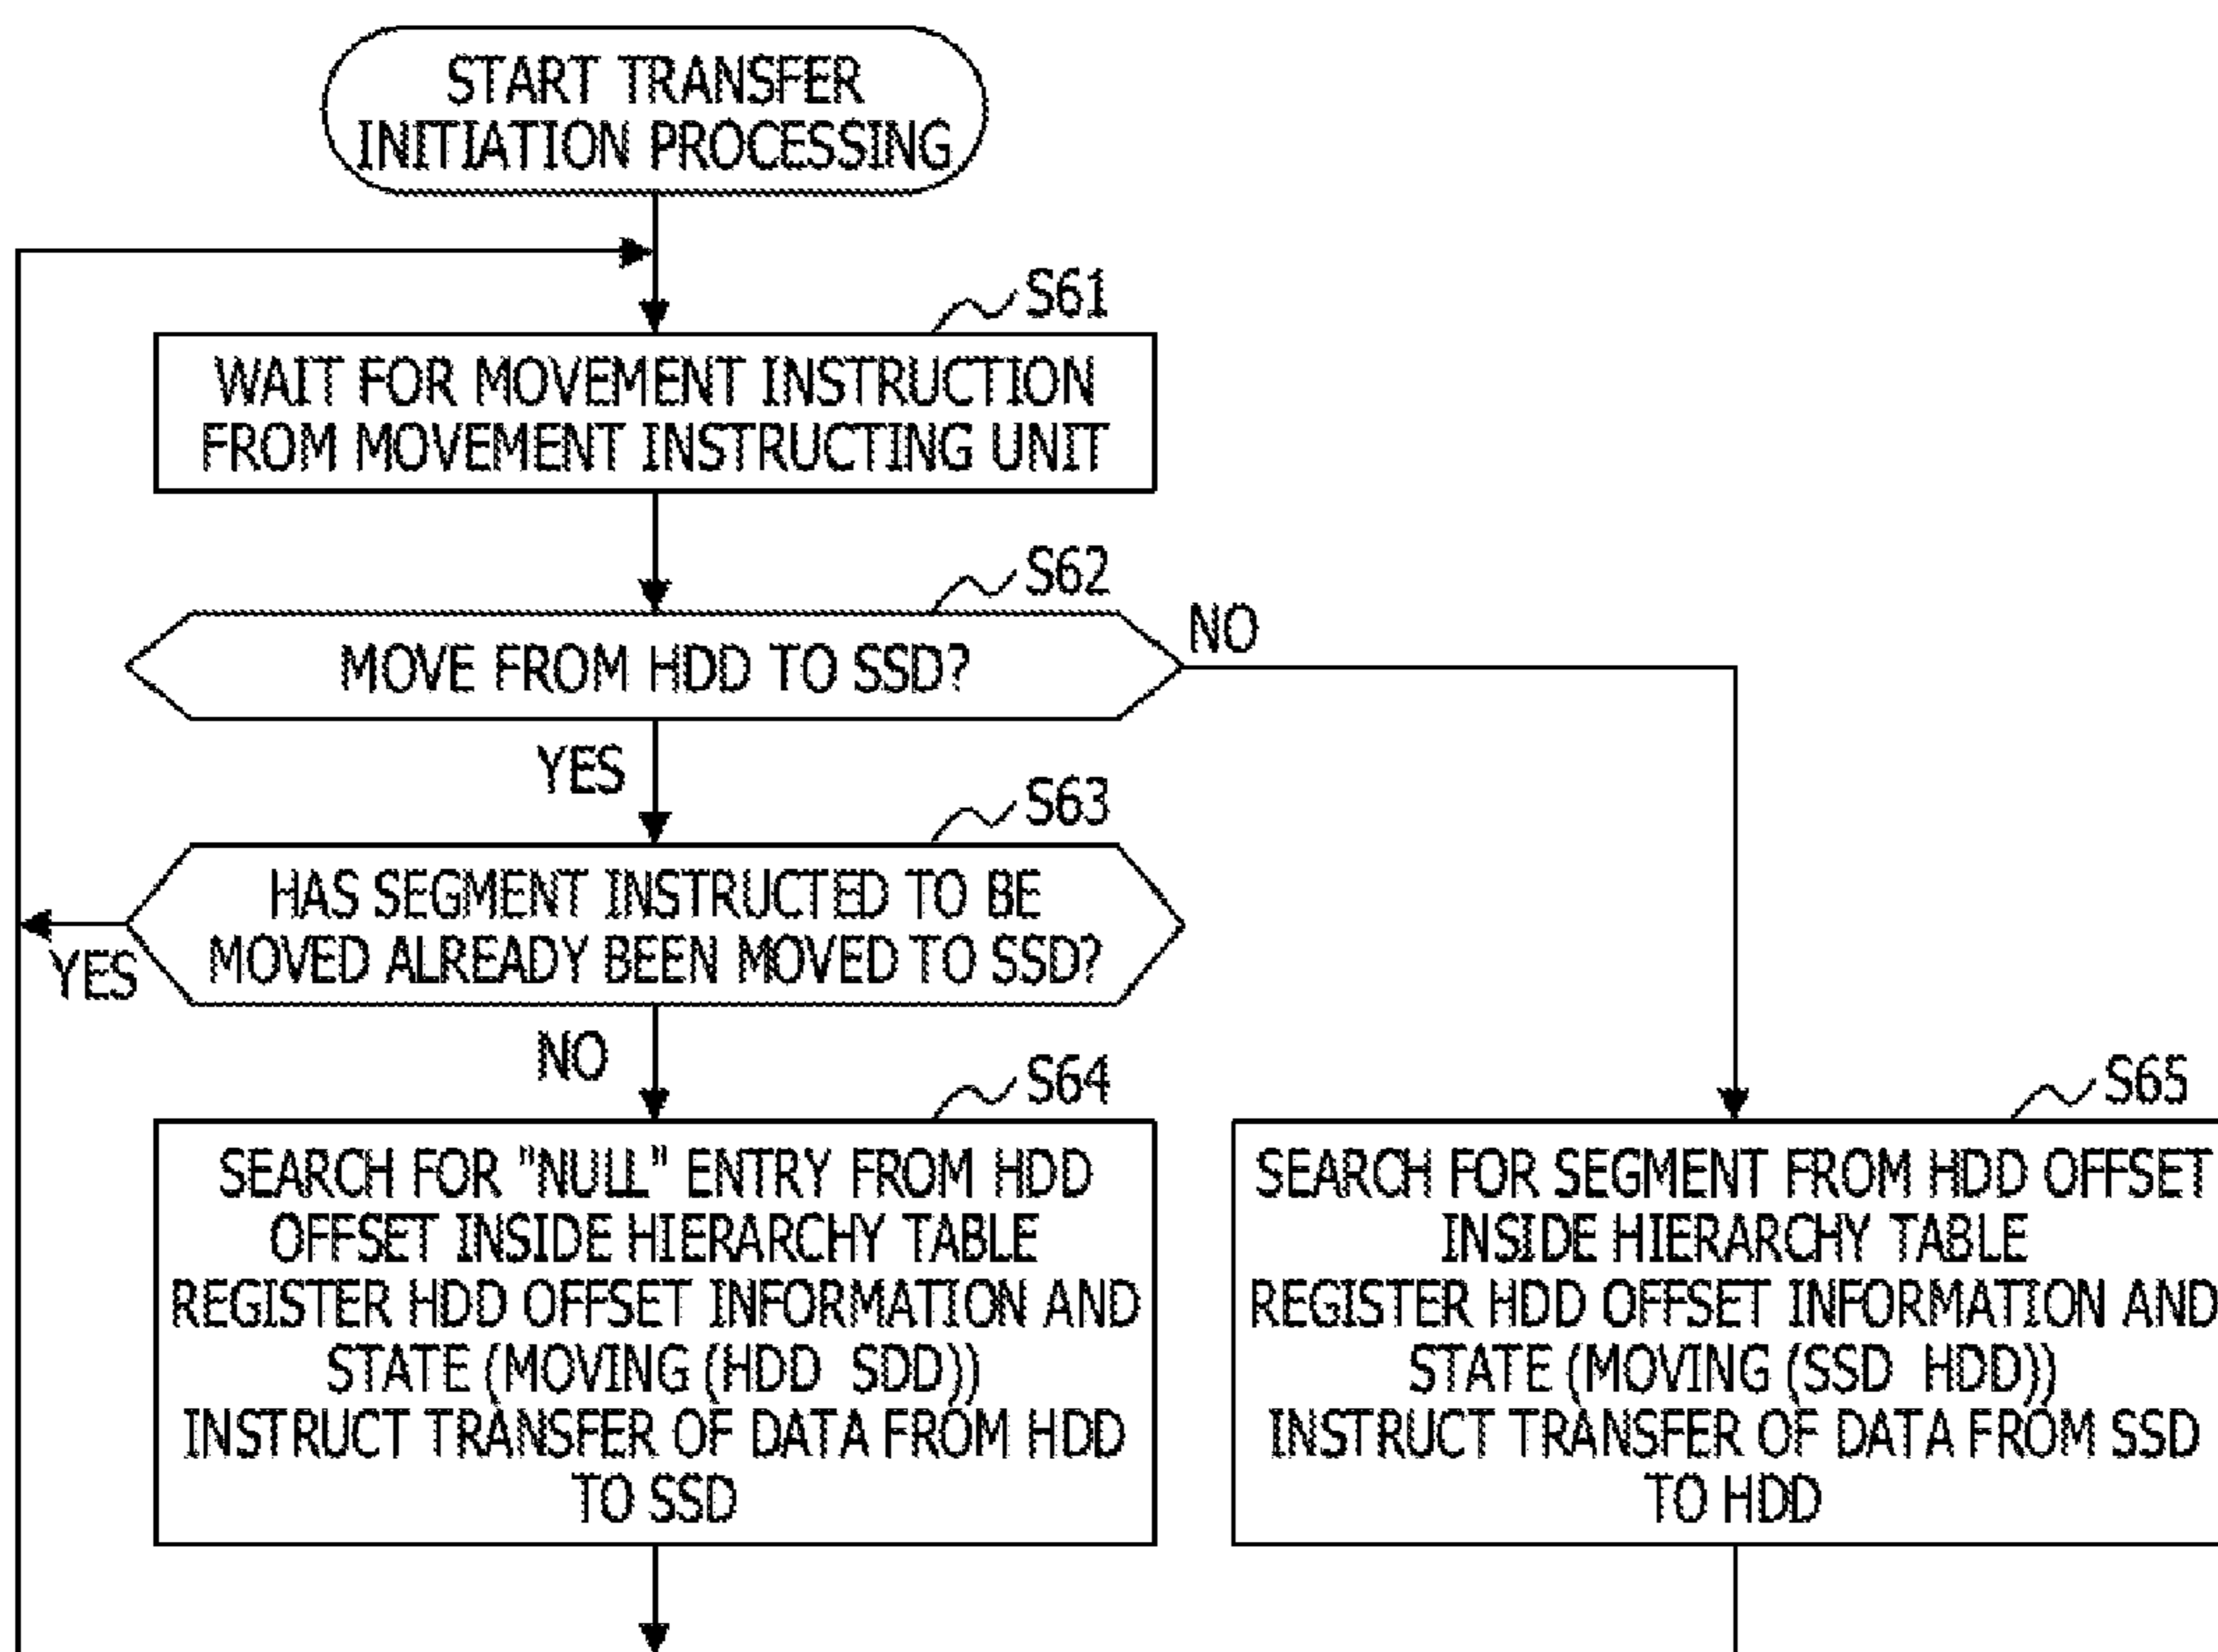 START TRANSFER
INITIATION PROCESSING
S61
WAIT FOR MOVEMENT INSTRUCTION
FROM MOVEMENT INSTRUCTING UNIT
S62
MOVE FROM HDD TO SSD?
NO
YES
S63
HAS SEGMENT INSTRUCTED TO BE
MOVED ALREADY BEEN MOVED TO SSD?
YES
NO
S64
SEARCH FOR "NULL" ENTRY FROM HDD
OFFSET INSIDE HIERARCHY TABLE
REGISTER HDD OFFSET INFORMATION AND
STATE (MOVING (HDD SDD))
INSTRUCT TRANSFER OF DATA FROM HDD
TO SSD
S65
SEARCH FOR SEGMENT FROM HDD OFFSET
INSIDE HIERARCHY TABLE
REGISTER HDD OFFSET INFORMATION AND
STATE (MOVING (SSD HDD))
INSTRUCT TRANSFER OF DATA FROM SSD
TO HDD